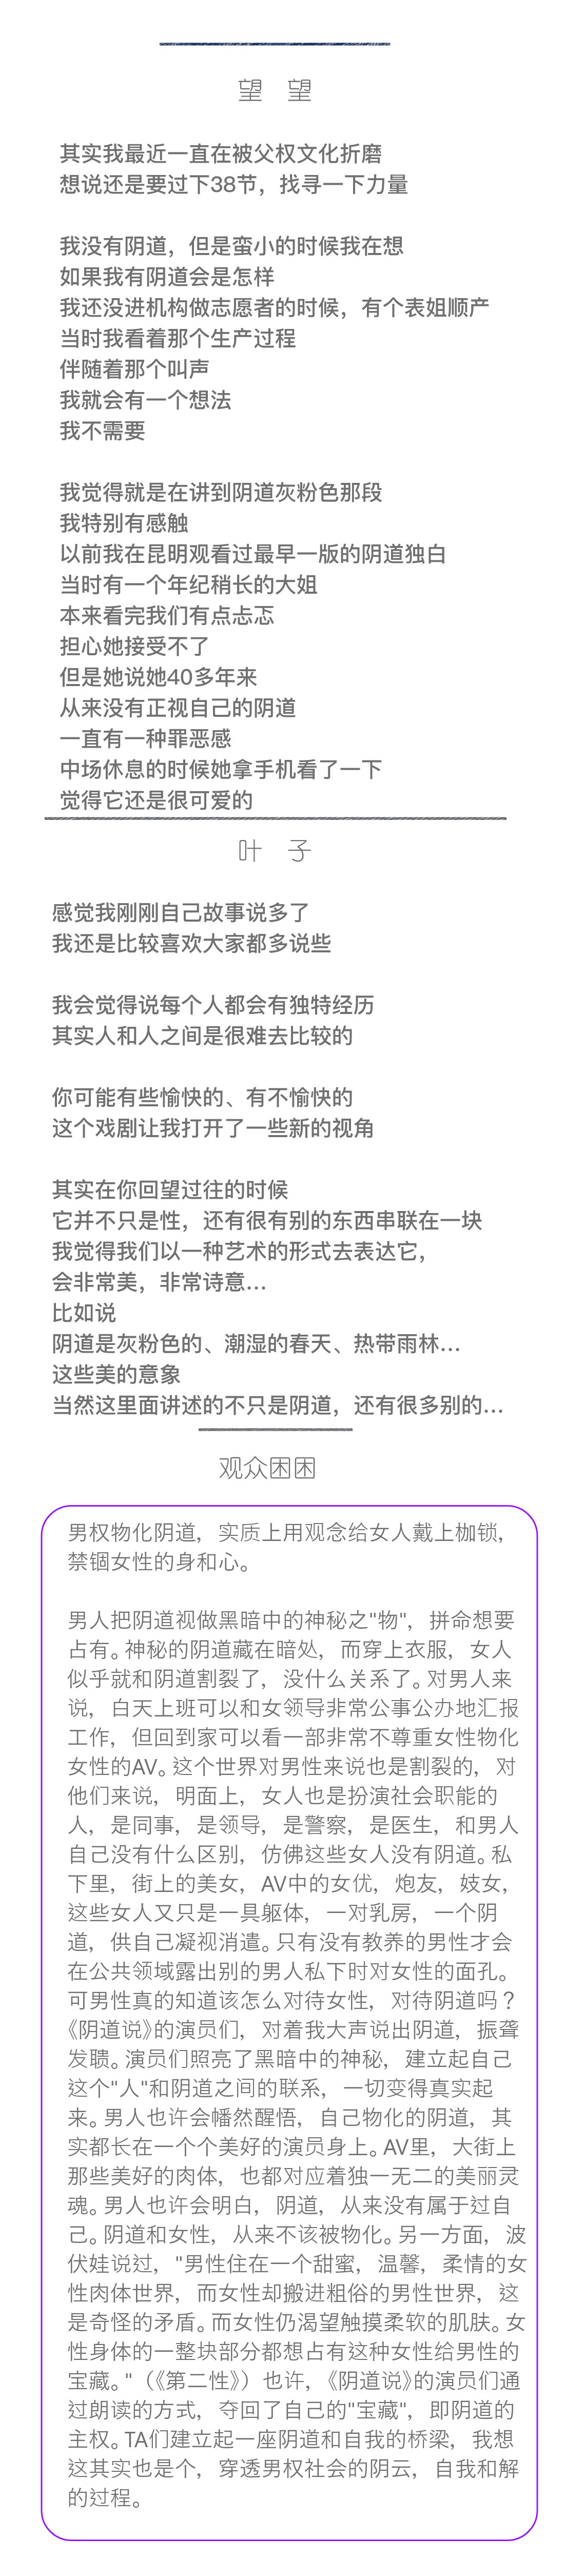 望 望
其实我最近一直在被父权文化折磨
想说还是要过下38节，找寻一下力量
我没有阴道，但是蛮小的时候我在想
如果我有阴道会是怎样
我还没进机构做志愿者的时候，有个表姐顺产
当时我看着那个生产过程
伴随着那个叫声
我就会有一个想法
我不需要
我觉得就是在讲到阴道灰粉色那段
我特别有感触
以前我在昆明观看过最早一版的阴道独白
当时有一个年纪稍长的大姐
本来看完我们有点忐忑
担心她接受不了
但是她说她40多年来
从来没有正视自己的阴道
一直有一种罪恶感
中场休息的时候她拿手机看了一下
觉得它还是很可爱的
叶 子
感觉我刚刚自己故事说多了
我还是比较喜欢大家都多说些
我会觉得说每个人都会有独特经历
其实人和人之间是很难去比较的
你可能有些愉快的、有不愉快的
这个戏剧让我打开了一些新的视角
其实在你回望过往的时候
它并不只是性，还有很有别的东西串联在一块
我觉得我们以一种艺术的形式去表达它，
会非常美，非常诗意...
比如说
阴道是灰粉色的、潮湿的春天、热带雨林...
这些美的意象
当然这里面讲述的不只是阴道，还有很多别的...
观众困困
男权物化阴道，实质上用观念给女人戴上枷锁，
禁锢女性的身和心。
男人把阴道视做黑暗中的神秘之"物"，拼命想要
占有。神秘的阴道藏在暗处，而穿上衣服，女人
似乎就和阴道割裂了，没什么关系了。对男人来
说，白天上班可以和女领导非常公事公办地汇报
工作，但回到家可以看一部非常不尊重女性物化
女性的AV。这个世界对男性来说也是割裂的，对
他们来说，明面上，女人也是扮演社会职能的
人，是同事，是领导，是警察，是医生，和男人
自己没有什么区别，仿佛这些女人没有阴道。私
下里，街上的美女，AV中的女优，炮友，妓女，
这些女人又只是一具躯体，一对乳房，一个阴
道，供自己凝视消遣。只有没有教养的男性才会
在公共领域露出别的男人私下时对女性的面孔。
可男性真的知道该怎么对待女性，对待阴道吗？
《阴道说》的演员们，对着我大声说出阴道，振聋
发聩。演员们照亮了黑暗中的神秘，建立起自己
这个"人"和阴道之间的联系，一切变得真实起
来。男人也许会幡然醒悟，自己物化的阴道，其
实都长在一个个美好的演员身上。AV里，大街上
那些美好的肉体，也都对应着独一无二的美丽灵
魂。男人也许会明白，阴道，从来没有属于过自
己。阴道和女性，从来不该被物化。另一方面，波
伏娃说过，"男性住在一个甜蜜，温馨，柔情的女
性肉体世界，而女性却搬进粗俗的男性世界，这
是奇怪的矛盾。而女性仍渴望触摸柔软的肌肤。女
性身体的一整块部分都想占有这种女性给男性的
宝藏。"（《第二性》）也许，《阴道说》的演员们通
过朗读的方式，夺回了自己的"宝藏"，即阴道的
主权。TA们建立起一座阴道和自我的桥梁，我想
这其实也是个，穿透男权社会的阴云，自我和解
的过程。